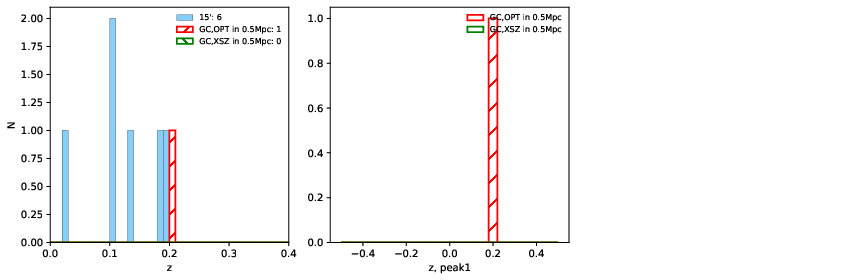 N
2.00
1.75
1.50
1.25
1.00
0.75
0.50
0.25
0.00
0.0 0.1 0.2 0.3 0.4
z
15': 6
GC,OPT in 0.5Mpc: 1
GC,XSZ in 0.5Mpc: 0
1.0
0.8
0.6
0.4
0.2
0.0
−0.4 −0.2 0.0 0.2 0.4
z, peak1
GC,OPT in 0.5Mpc
GC,XSZ in 0.5Mpc